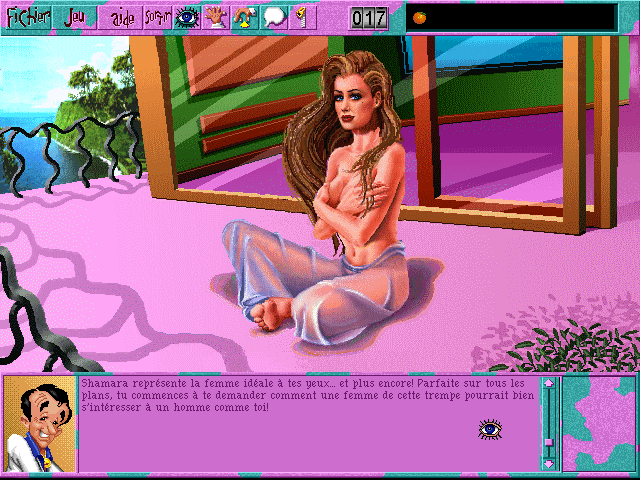 Fichier Jeu aide Sortir 017
Shamara représente la femme idéale à tes yeux... et plus encore! Parfaite sur tous les
plans, tu commences à te demander comment une femme de cette trempe pourrait bien
s'intéresser à un homme comme toi!